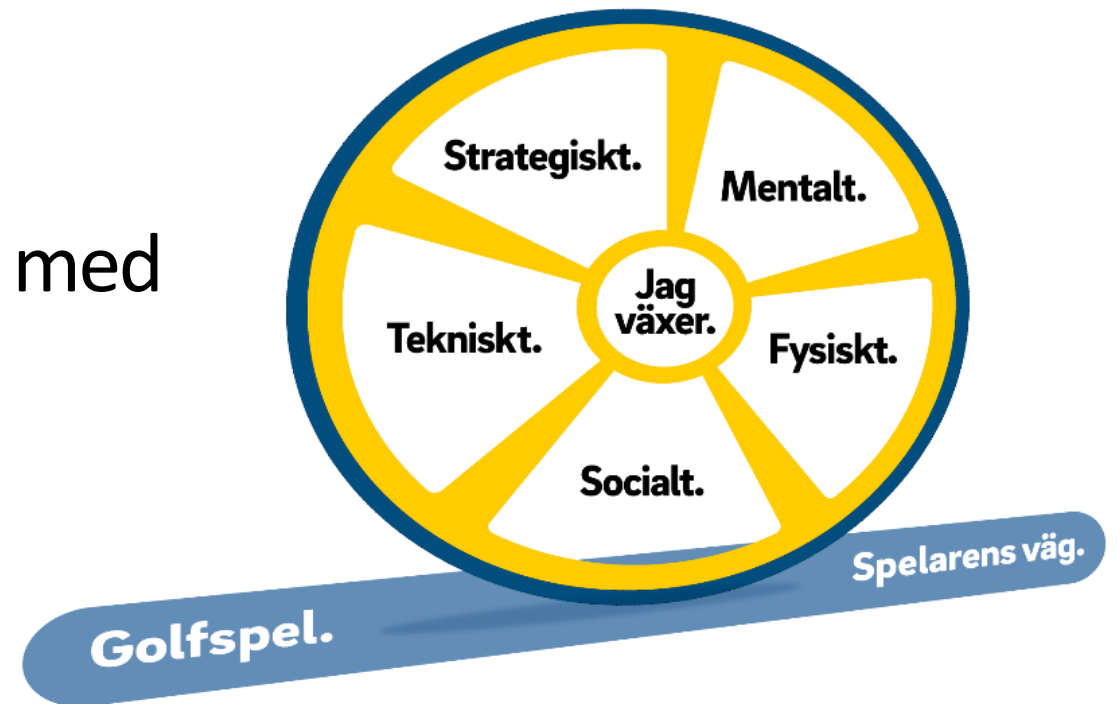 Strategiskt.
Mentalt.
med
Jag
växer.
Tekniskt.
Fysiskt.
Socialt.
Spelarens väg.
Golfspel.